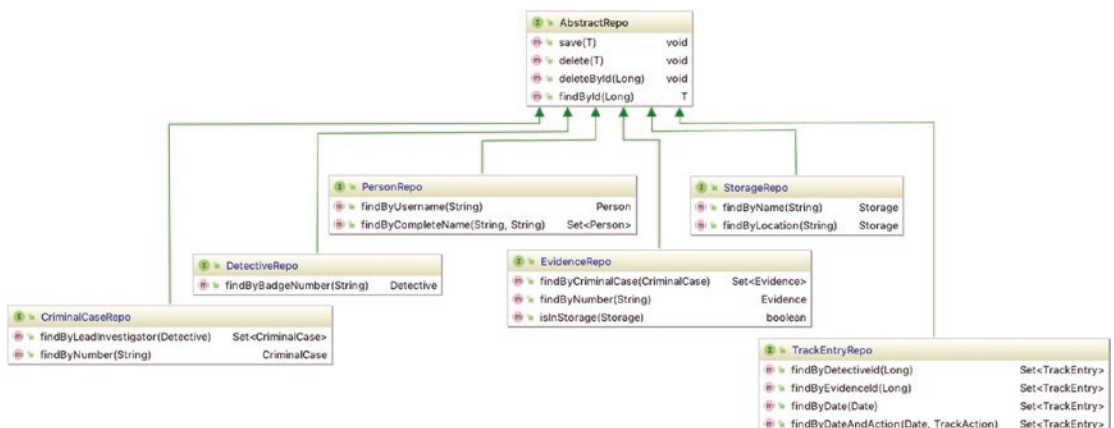 AbstractRepo
save(T) void
delete(T) void
deleteById(Long) void
findById(Long) T
PersonRepo
findByUsername(String) Person
findByCompleteName(String, String) Set<Person>
StorageRepo
findByName(String) Storage
findByLocation(String) Storage
DetectiveRepo
findByBadgeNumber(String) Detective
EvidenceRepo
findByCriminalCase(CriminalCase) Set<Evidence>
findByNumber(String) Evidence
isInStorage(Storage) boolean
CriminalCaseRepo
findByLeadInvestigator(Detective) Set<CriminalCase>
findByNumber(String) CriminalCase
TrackEntryRepo
findByDetectiveId(Long) Set<TrackEntry>
findByEvidenceId(Long) Set<TrackEntry>
findByDate(Date) Set<TrackEntry>
findByDateAndAction(Date, TrackAction) Set<TrackEntry>